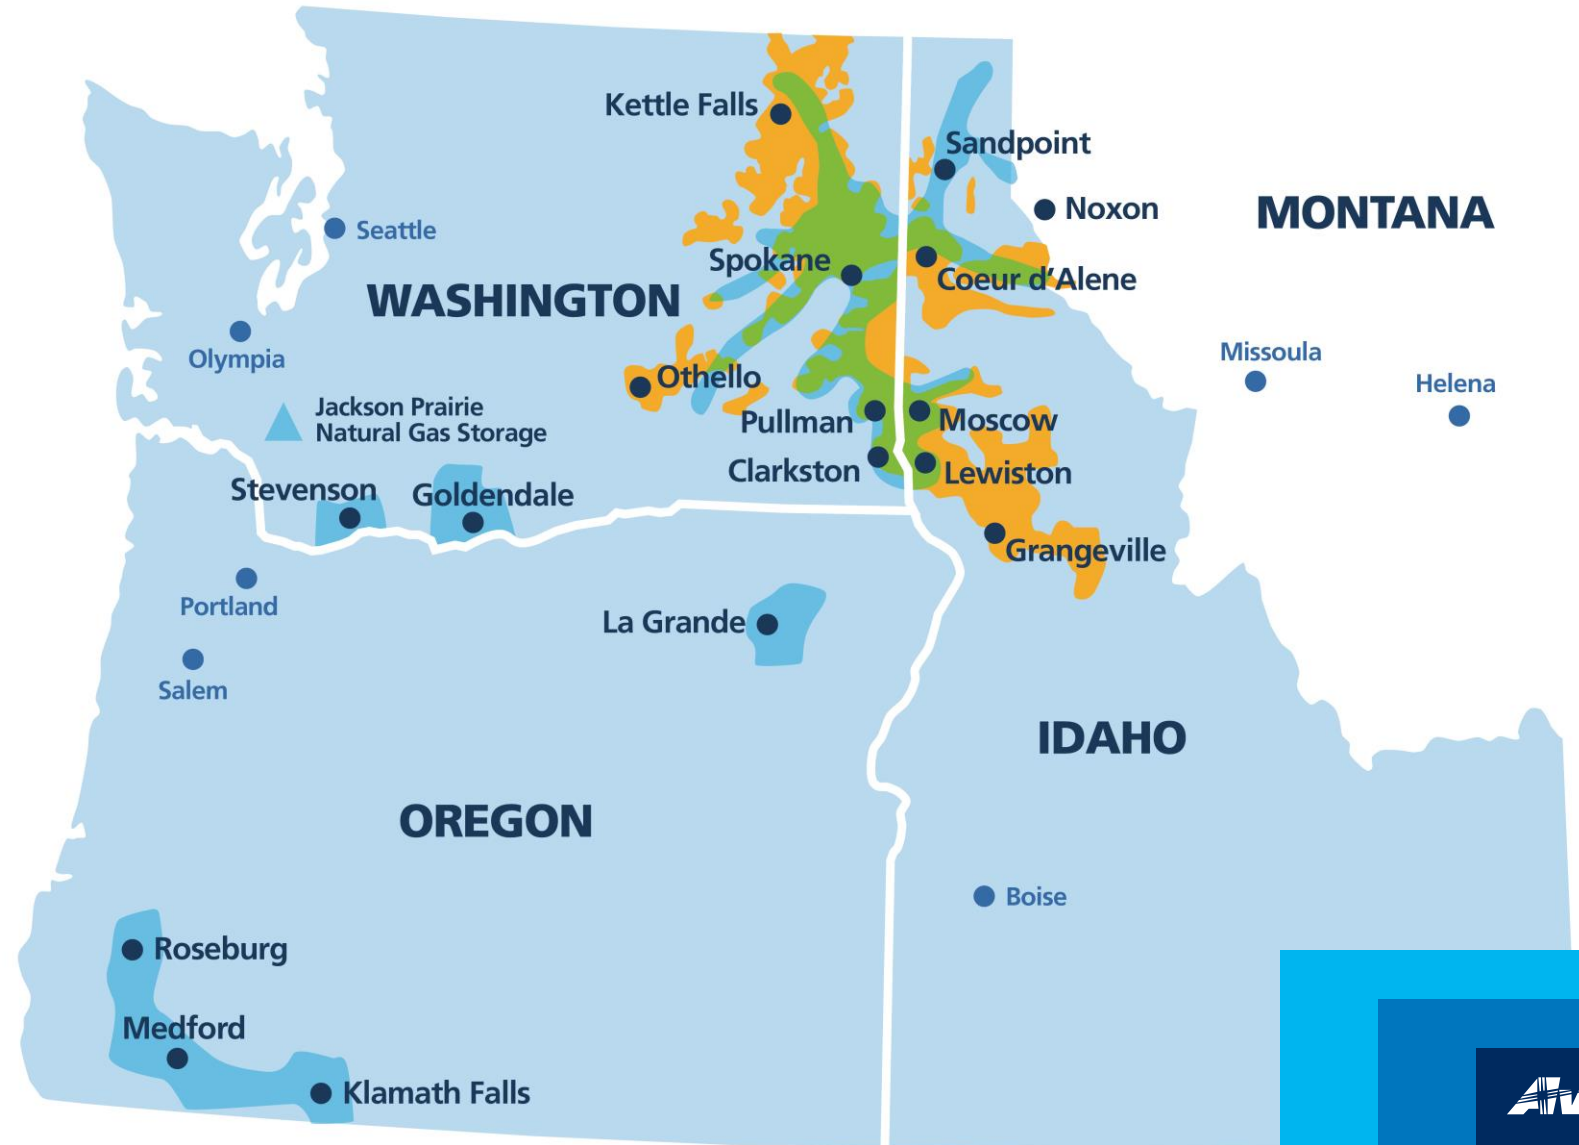 Kettle Falls
Sandpoint
Noxon
MONTANA
Seattle
Spokane
Coeur d'Alene
WASHINGTON
Olympia
Missoula
Othello
Helena
Jackson Prairie
Natural Gas Storage
Pullman
Moscow
Clarkston
Lewiston
Stevenson
Goldendale
Grangeville
Portland
La Grande
Salem
IDAHO
OREGON
Boise
Roseburg
Medford
Klamath Falls